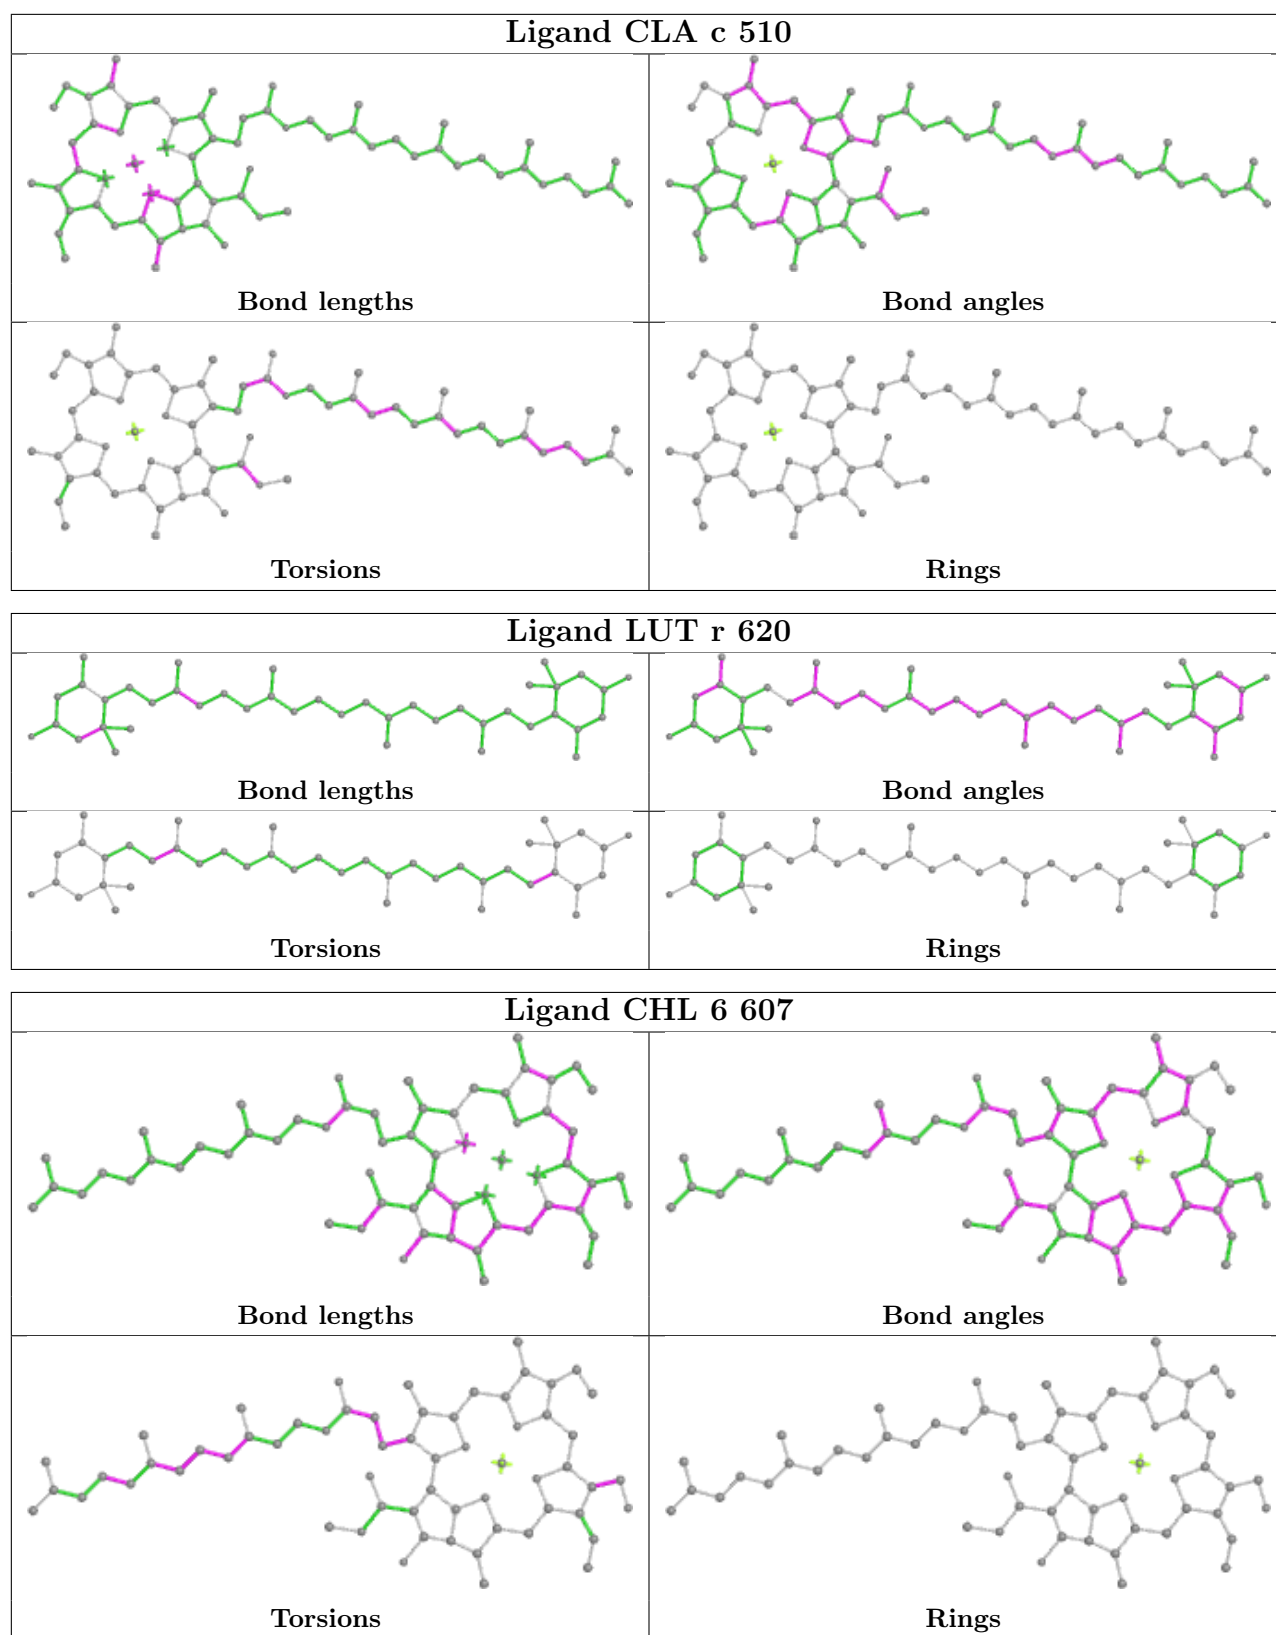 Ligand CLA c 510
Bond lengths
Bond angles
Torsions
Rings
Ligand LUT r 620
Bond lengths
Bond angles
Torsions
Rings
Ligand CHL 6 607
Bond lengths
Bond angles
Torsions
Rings